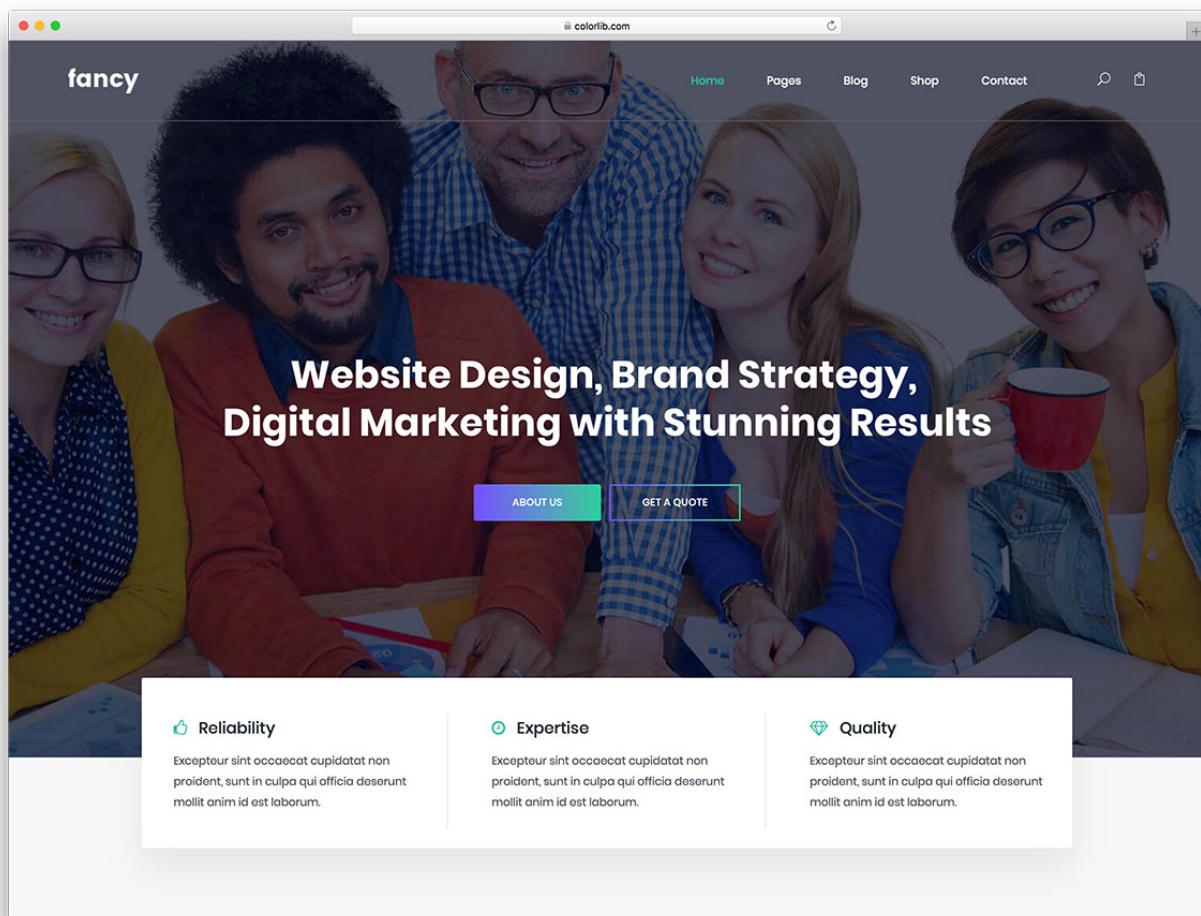 colorlib.com
fancy
Home Pages Blog Shop Contact
Website Design, Brand Strategy,
Digital Marketing with Stunning Results
ABOUT US GET A QUOTE
Reliability
Excepteur sint occaecat cupidatat non
proident, sunt in culpa qui officia deserunt
mollit anim id est laborum.
Expertise
Excepteur sint occaecat cupidatat non
proident, sunt in culpa qui officia deserunt
mollit anim id est laborum.
Quality
Excepteur sint occaecat cupidatat non
proident, sunt in culpa qui officia deserunt
mollit anim id est laborum.